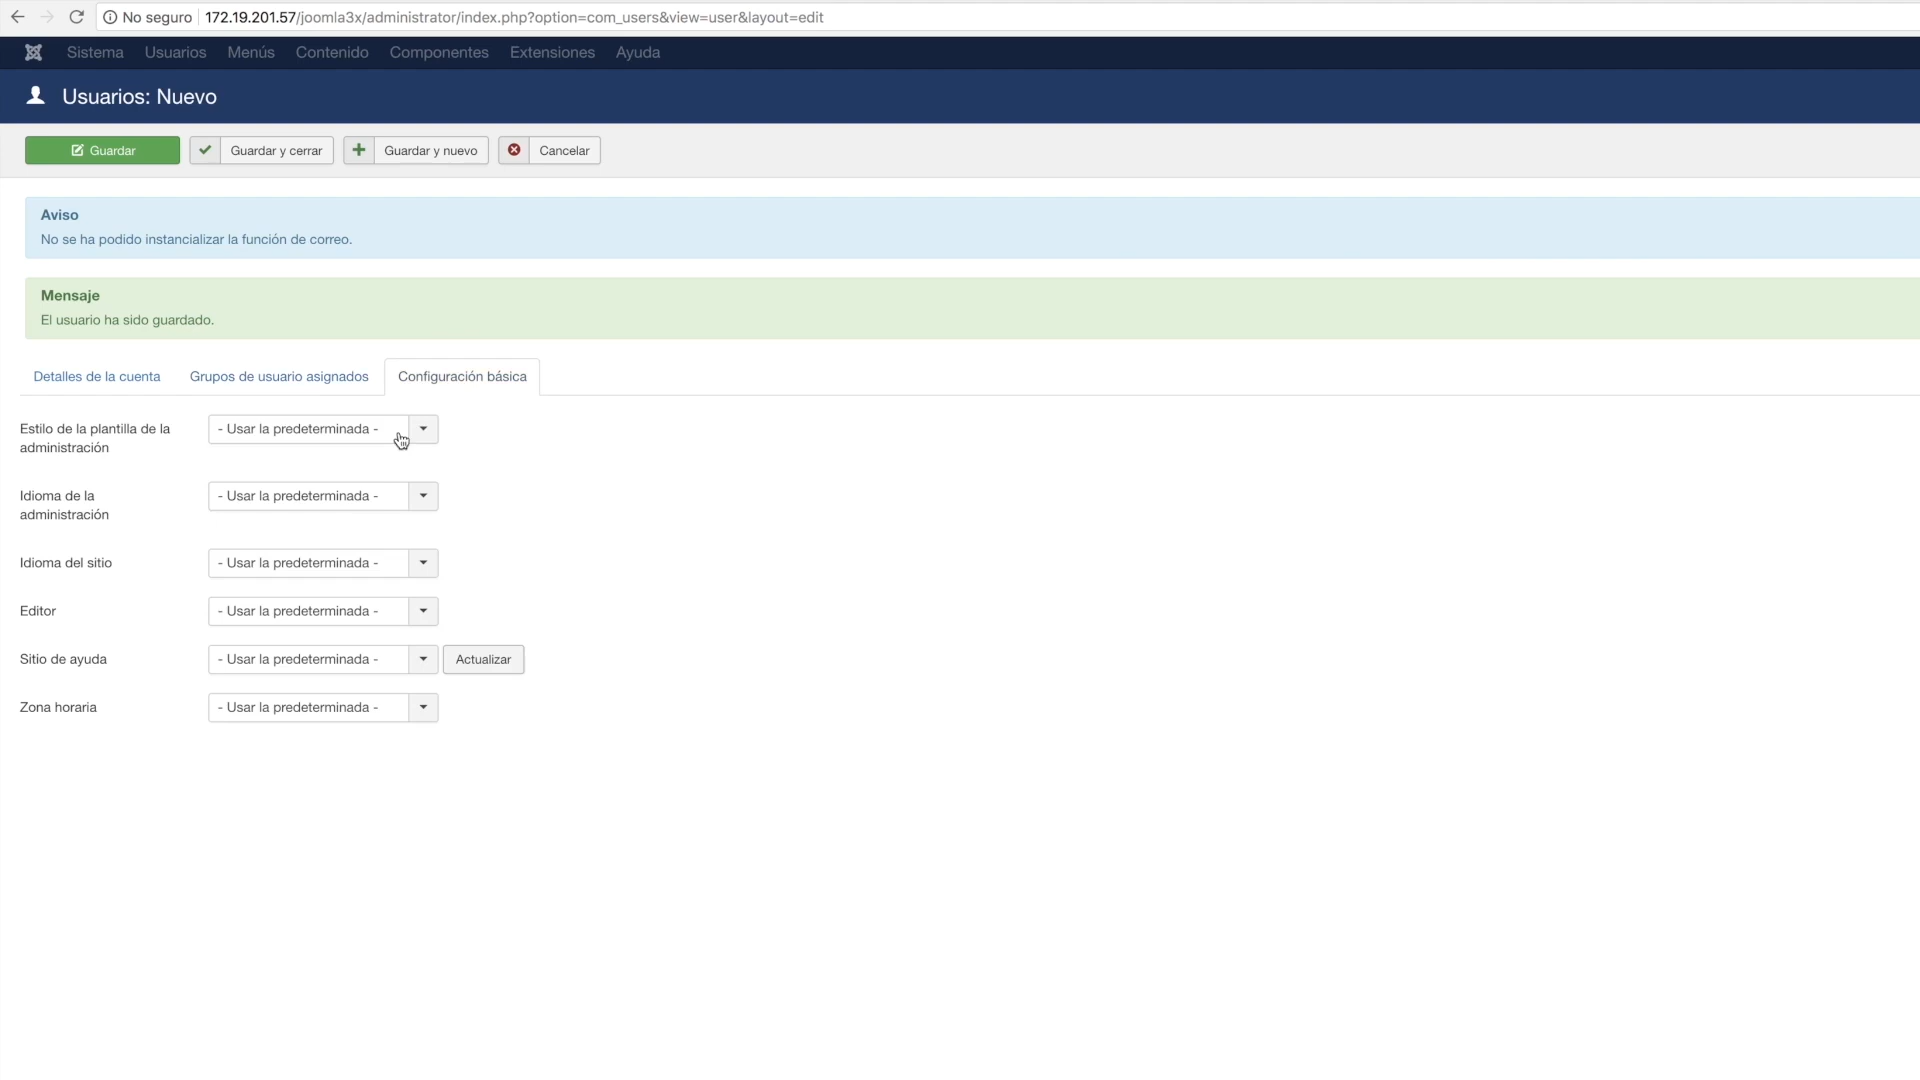 No seguro 172.19.201.57/joomla3x/administrator/index.php?option=com_users&view=user&layout=edit
Sistema Usuarios Menús Contenido Componentes Extensiones Ayuda
Usuarios: Nuevo
Guardar Guardar y cerrar Guardar y nuevo Cancelar
Aviso
No se ha podido instancializar la función de correo.
Mensaje
El usuario ha sido guardado.
Detalles de la cuenta Grupos de usuario asignados Configuración básica
Estilo de la plantilla de la
administración
- Usar la predeterminada -
Idioma de la
administración
- Usar la predeterminada -
Idioma del sitio - Usar la predeterminada -
Editor - Usar la predeterminada -
Sitio de ayuda - Usar la predeterminada - Actualizar
Zona horaria - Usar la predeterminada -